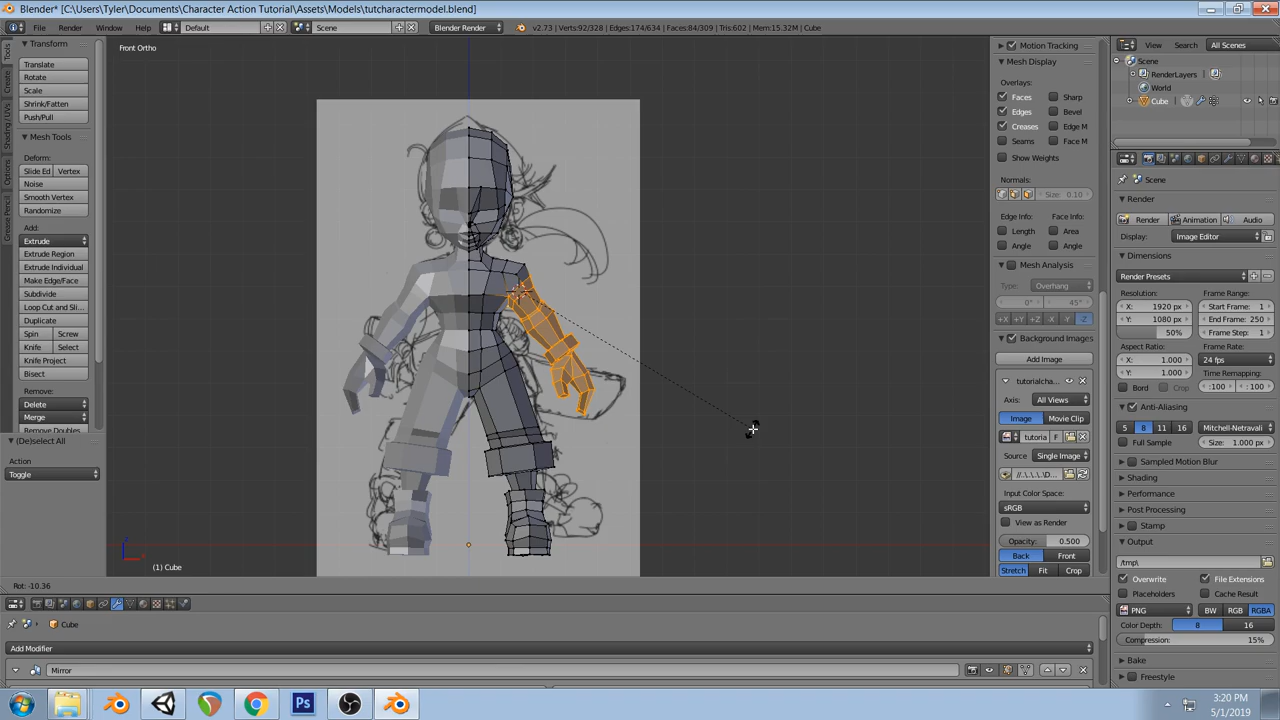 Blender* [C:\Users\Tyler\Documents\Character Action Tutorial\Assets\Models\tutcharactermodel.blend]
File Render Window Help Default Scene Blender Render v2.73 | Verts:92/328 | Edges:174/634 | Faces:84/309 | Tris:602 | Mem:15.32M | Cube
Tools
Create
Shading / UVs
Options
Grease Pencil
Transform
Translate
Rotate
Scale
Shrink/Fatten
Push/Pull
Mesh Tools
Deform:
Slide Ed Vertex
Noise
Smooth Vertex
Randomize
Add:
Extrude
Extrude Region
Extrude Individual
Make Edge/Face
Subdivide
Loop Cut and Sli...
Duplicate
Spin Screw
Knife Select
Knife Project
Bisect
Remove:
Delete
Merge
Remove Doubles
(De)select All
Action
Toggle
Front Ortho
(1) Cube
Rot: -10.36
Motion Tracking
Mesh Display
Overlays:
Faces Sharp
Edges Bevel
Creases Edge M
Seams Face M
Show Weights
Normals:
Size: 0.10
Edge Info: Face Info:
Length Area
Angle Angle
Mesh Analysis
Type: Overhang
0° 45°
+X +Y +Z -X -Y -Z
Background Images
Add Image
tutorialcha
Axis: All Views
Image Movie Clip
tutoria F
Source Single Image
//..\..\..\..\D...
Input Color Space:
sRGB
View as Render
Opacity: 0.500
Back Front
Stretch Fit Crop
View Search All Scenes
Scene
RenderLayers
World
Cube
Scene
Render
Render Animation Audio
Display: Image Editor
Dimensions
Render Presets
Resolution: Frame Range:
X: 1920 px Start Frame: 1
Y: 1080 px End Frame: 250
50% Frame Step: 1
Aspect Ratio: Frame Rate:
X: 1.000 24 fps
Y: 1.000 Time Remapping:
Bord Crop :100 :100
Anti-Aliasing
5 8 11 16 Mitchell-Netravali
Full Sample Size: 1.000 px
Sampled Motion Blur
Shading
Performance
Post Processing
Stamp
Output
/tmp\
Overwrite File Extensions
Placeholders Cache Result
PNG BW RGB RGBA
Color Depth: 8 16
Compression: 15%
Bake
Freestyle
Cube
Add Modifier
Mirror
Ps
3:20 PM
5/1/2019